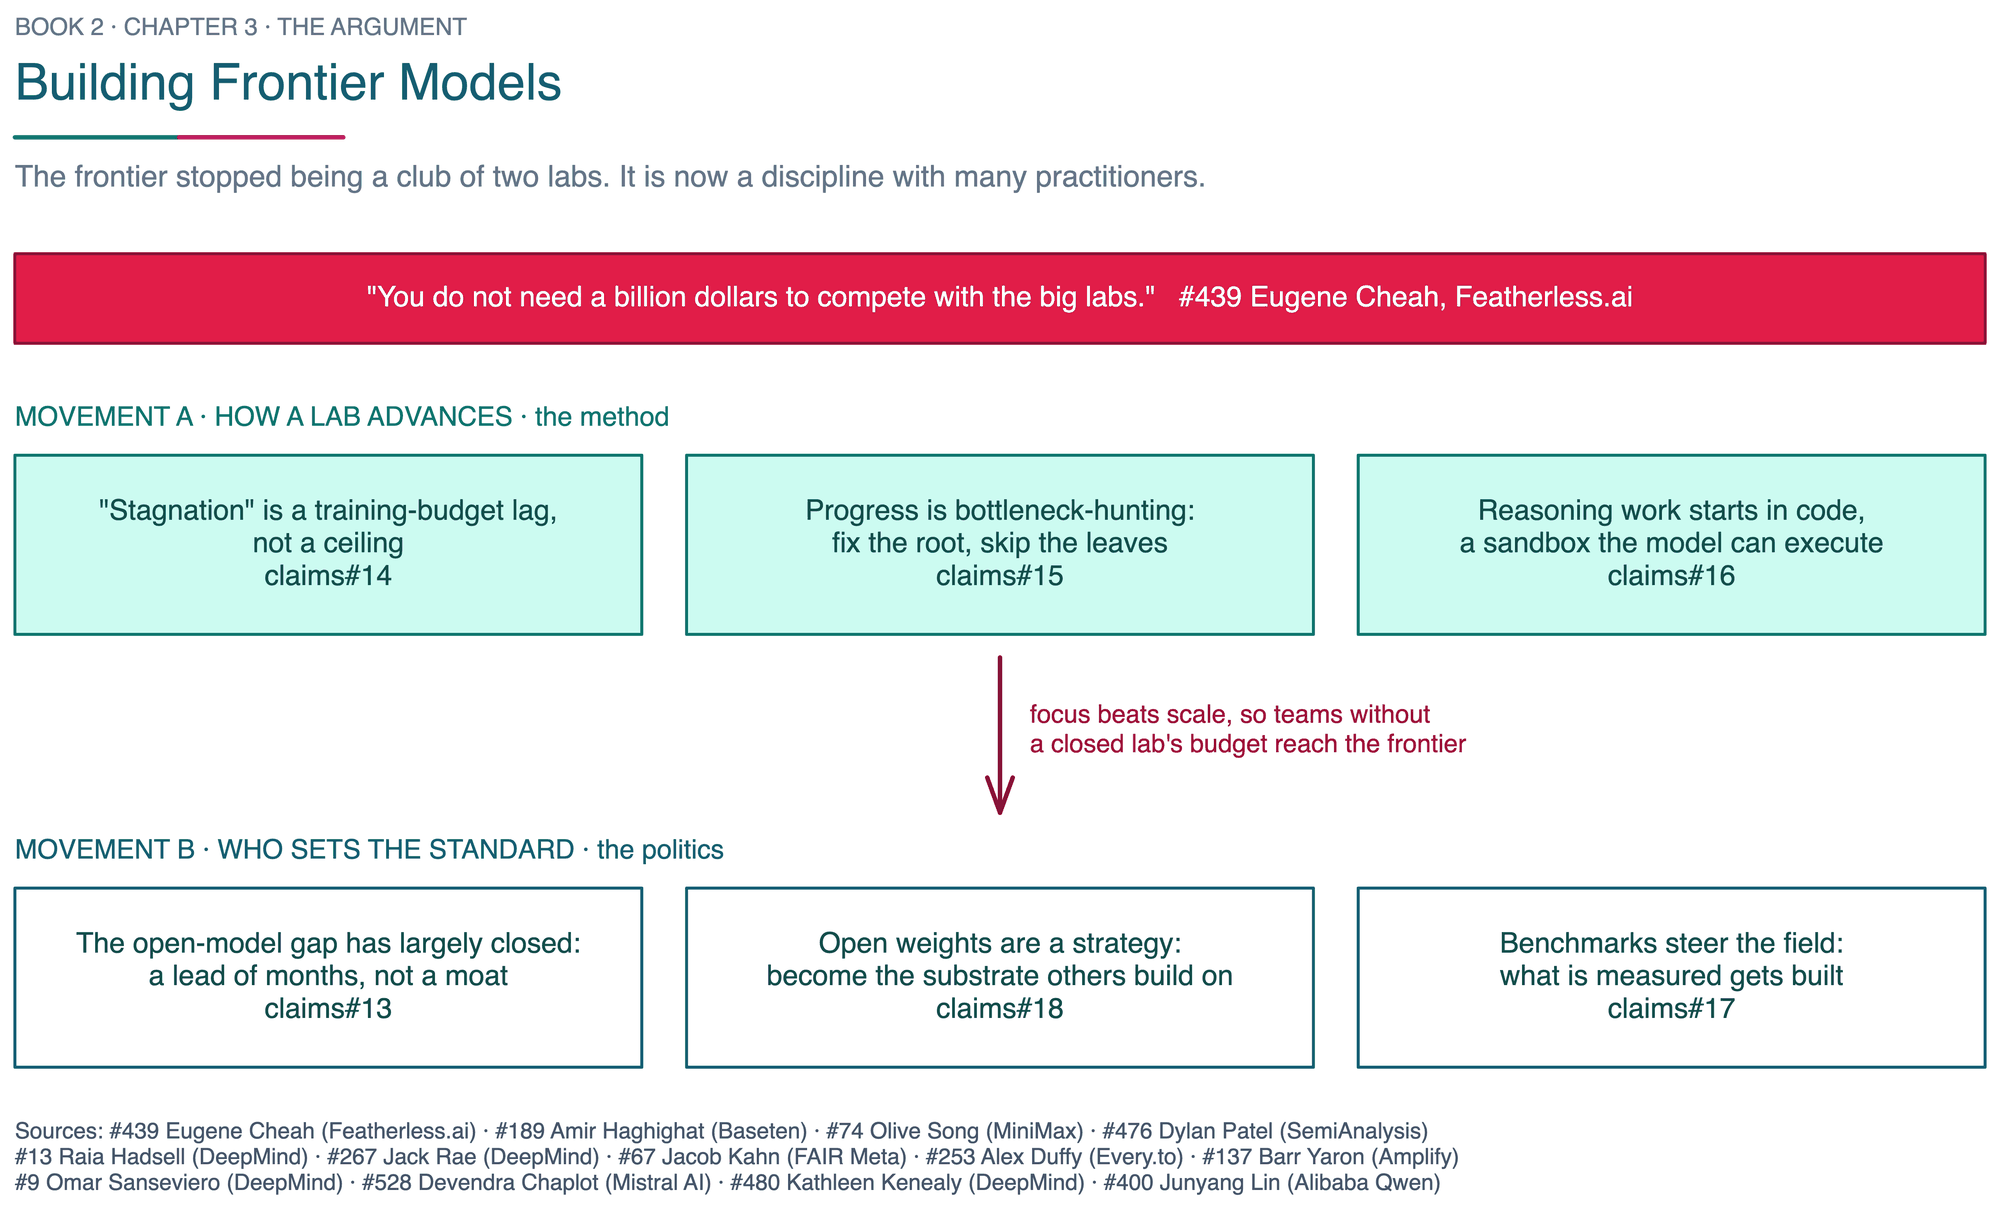 BOOK 2 · CHAPTER 3 · THE ARGUMENT
Building Frontier Models
The frontier stopped being a club of two labs. It is now a discipline with many practitioners.
"You do not need a billion dollars to compete with the big labs."   #439 Eugene Cheah, Featherless.ai
MOVEMENT A · HOW A LAB ADVANCES · the method
"Stagnation" is a training-budget lag,
not a ceiling
claims#14
Progress is bottleneck-hunting:
fix the root, skip the leaves
claims#15
Reasoning work starts in code,
a sandbox the model can execute
claims#16
focus beats scale, so teams without
a closed lab's budget reach the frontier
MOVEMENT B · WHO SETS THE STANDARD · the politics
The open-model gap has largely closed:
a lead of months, not a moat
claims#13
Open weights are a strategy:
become the substrate others build on
claims#18
Benchmarks steer the field:
what is measured gets built
claims#17
Sources: #439 Eugene Cheah (Featherless.ai) · #189 Amir Haghighat (Baseten) · #74 Olive Song (MiniMax) · #476 Dylan Patel (SemiAnalysis)
#13 Raia Hadsell (DeepMind) · #267 Jack Rae (DeepMind) · #67 Jacob Kahn (FAIR Meta) · #253 Alex Duffy (Every.to) · #137 Barr Yaron (Amplify)
#9 Omar Sanseviero (DeepMind) · #528 Devendra Chaplot (Mistral AI) · #480 Kathleen Kenealy (DeepMind) · #400 Junyang Lin (Alibaba Qwen)